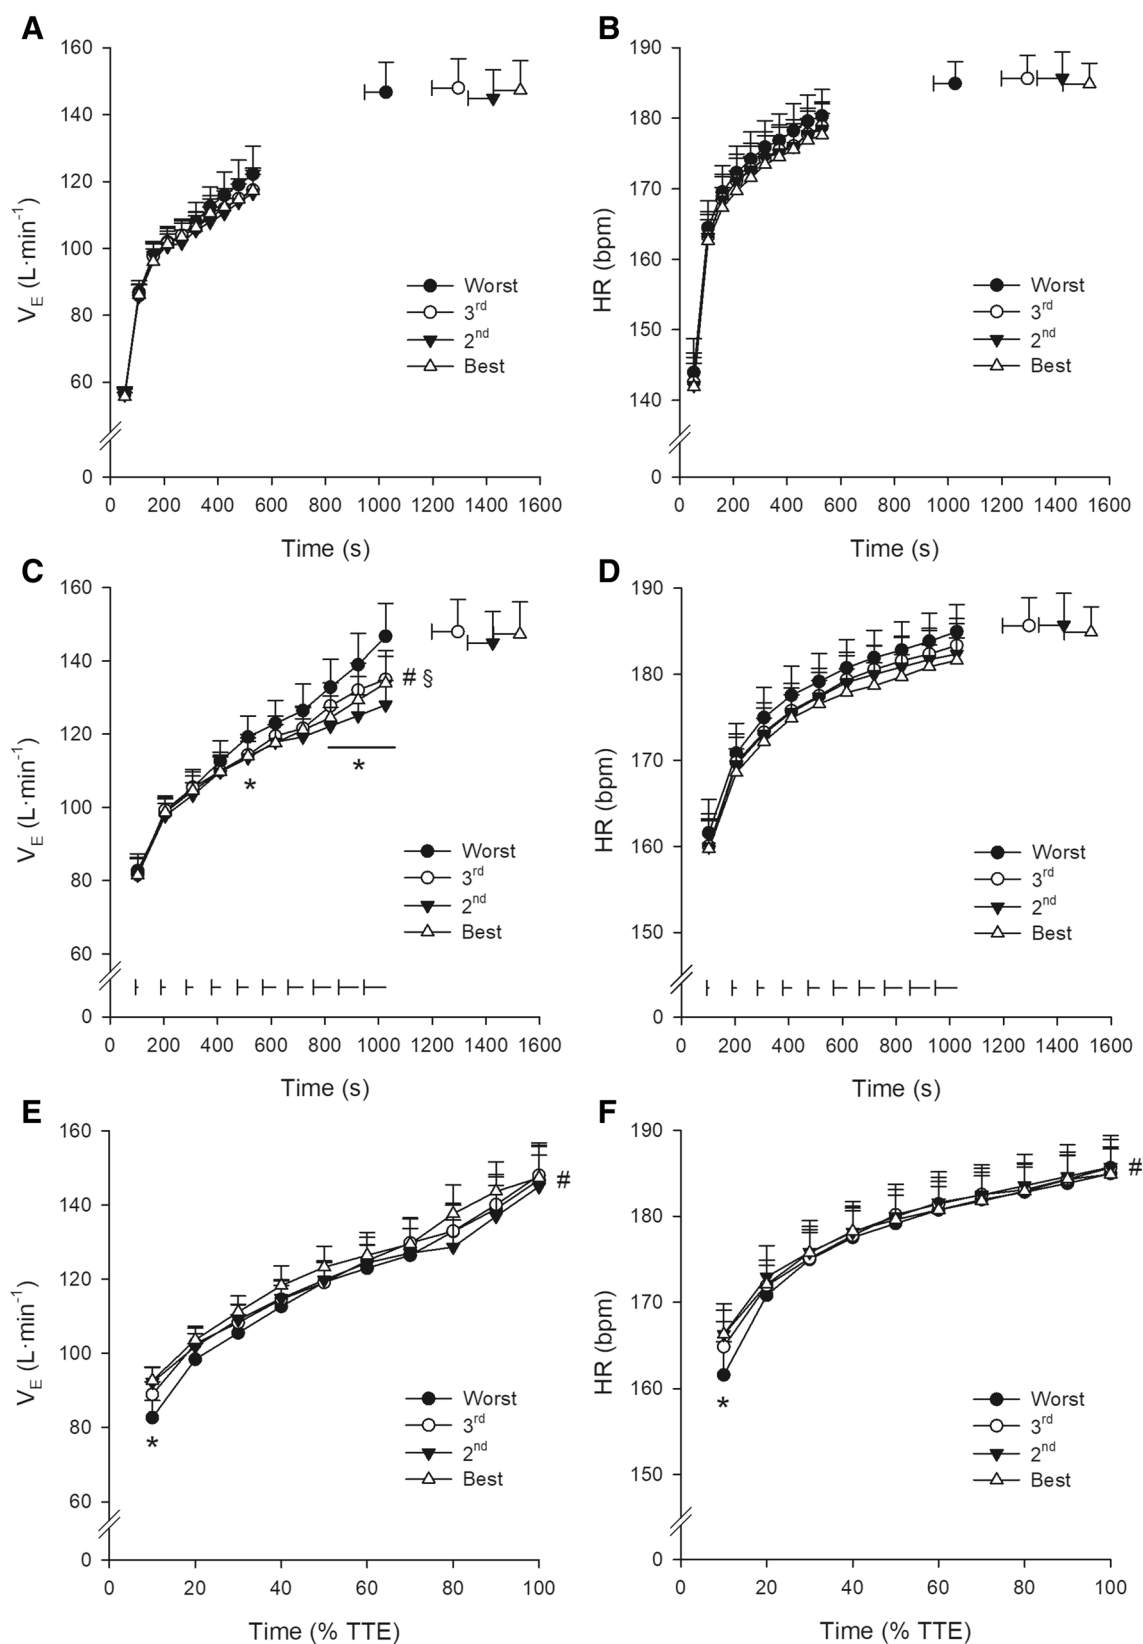 A
B
160
140
120
100
80
60
0
V_E (L·min⁻¹)
Worst
3rd
2nd
Best
0 200 400 600 800 1000 1200 1400 1600
Time (s)
190
180
170
160
150
140
0
HR (bpm)
Worst
3rd
2nd
Best
0 200 400 600 800 1000 1200 1400 1600
Time (s)
C
D
160
140
120
100
80
60
0
V_E (L·min⁻¹)
# §
*
*
Worst
3rd
2nd
Best
0 200 400 600 800 1000 1200 1400 1600
Time (s)
190
180
170
160
150
0
HR (bpm)
Worst
3rd
2nd
Best
0 200 400 600 800 1000 1200 1400 1600
Time (s)
E
F
160
140
120
100
80
60
0
V_E (L·min⁻¹)
#
*
Worst
3rd
2nd
Best
0 20 40 60 80 100
Time (% TTE)
190
180
170
160
150
0
HR (bpm)
#
*
Worst
3rd
2nd
Best
0 20 40 60 80 100
Time (% TTE)